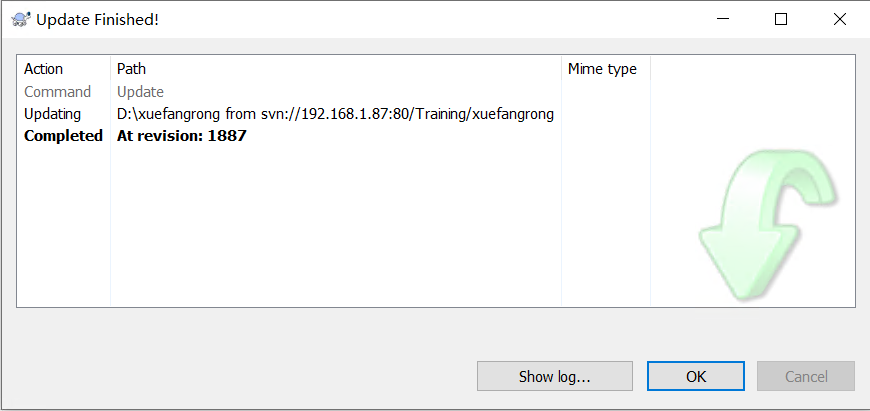 Update Finished!
Action Path Mime type
Command Update
Updating D:\xuefangrong from svn://192.168.1.87:80/Training/xuefangrong
Completed At revision: 1887
Show log... OK Cancel